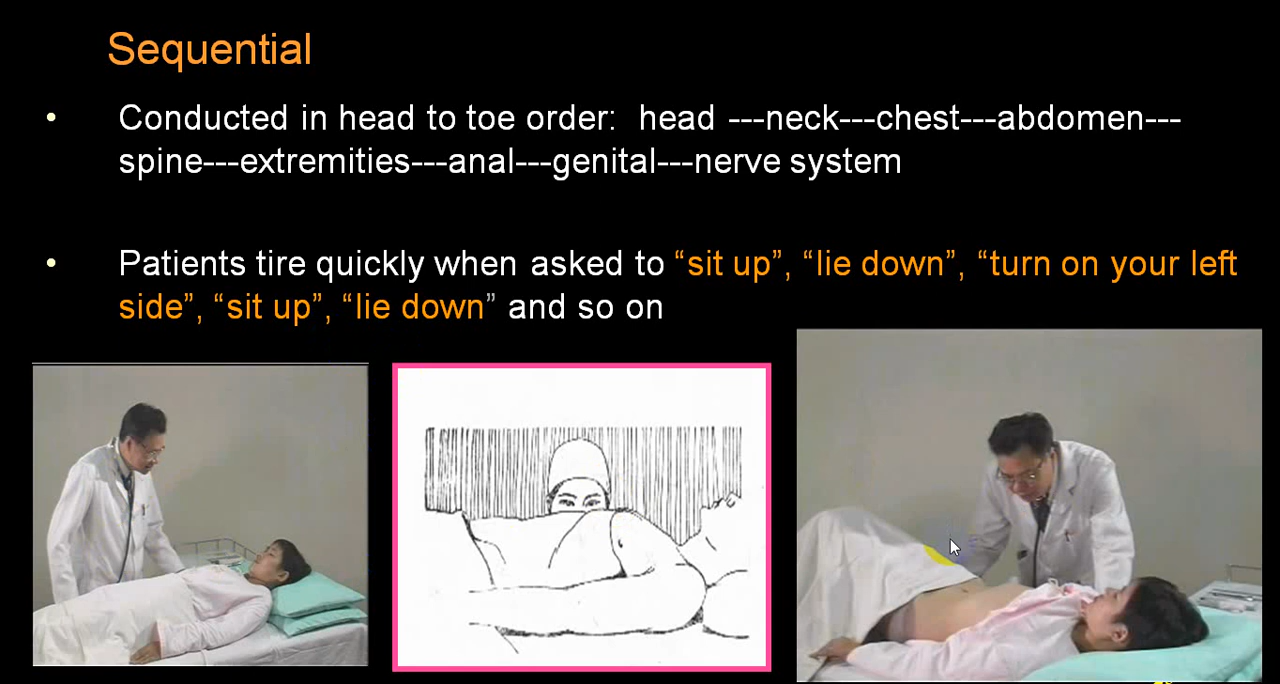 Sequential
• Conducted in head to toe order:  head ---neck---chest---abdomen---
spine---extremities---anal---genital---nerve system
• Patients tire quickly when asked to “sit up”, “lie down”, “turn on your left
side”, “sit up”, “lie down” and so on